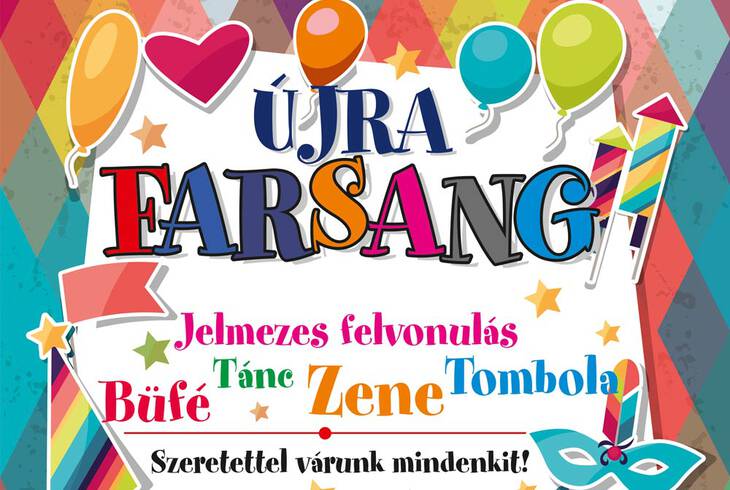 ÚJRA
FARSANG
Jelmezes felvonulás
Büfé Tánc Zene Tombola
Szeretettel várunk mindenkit!